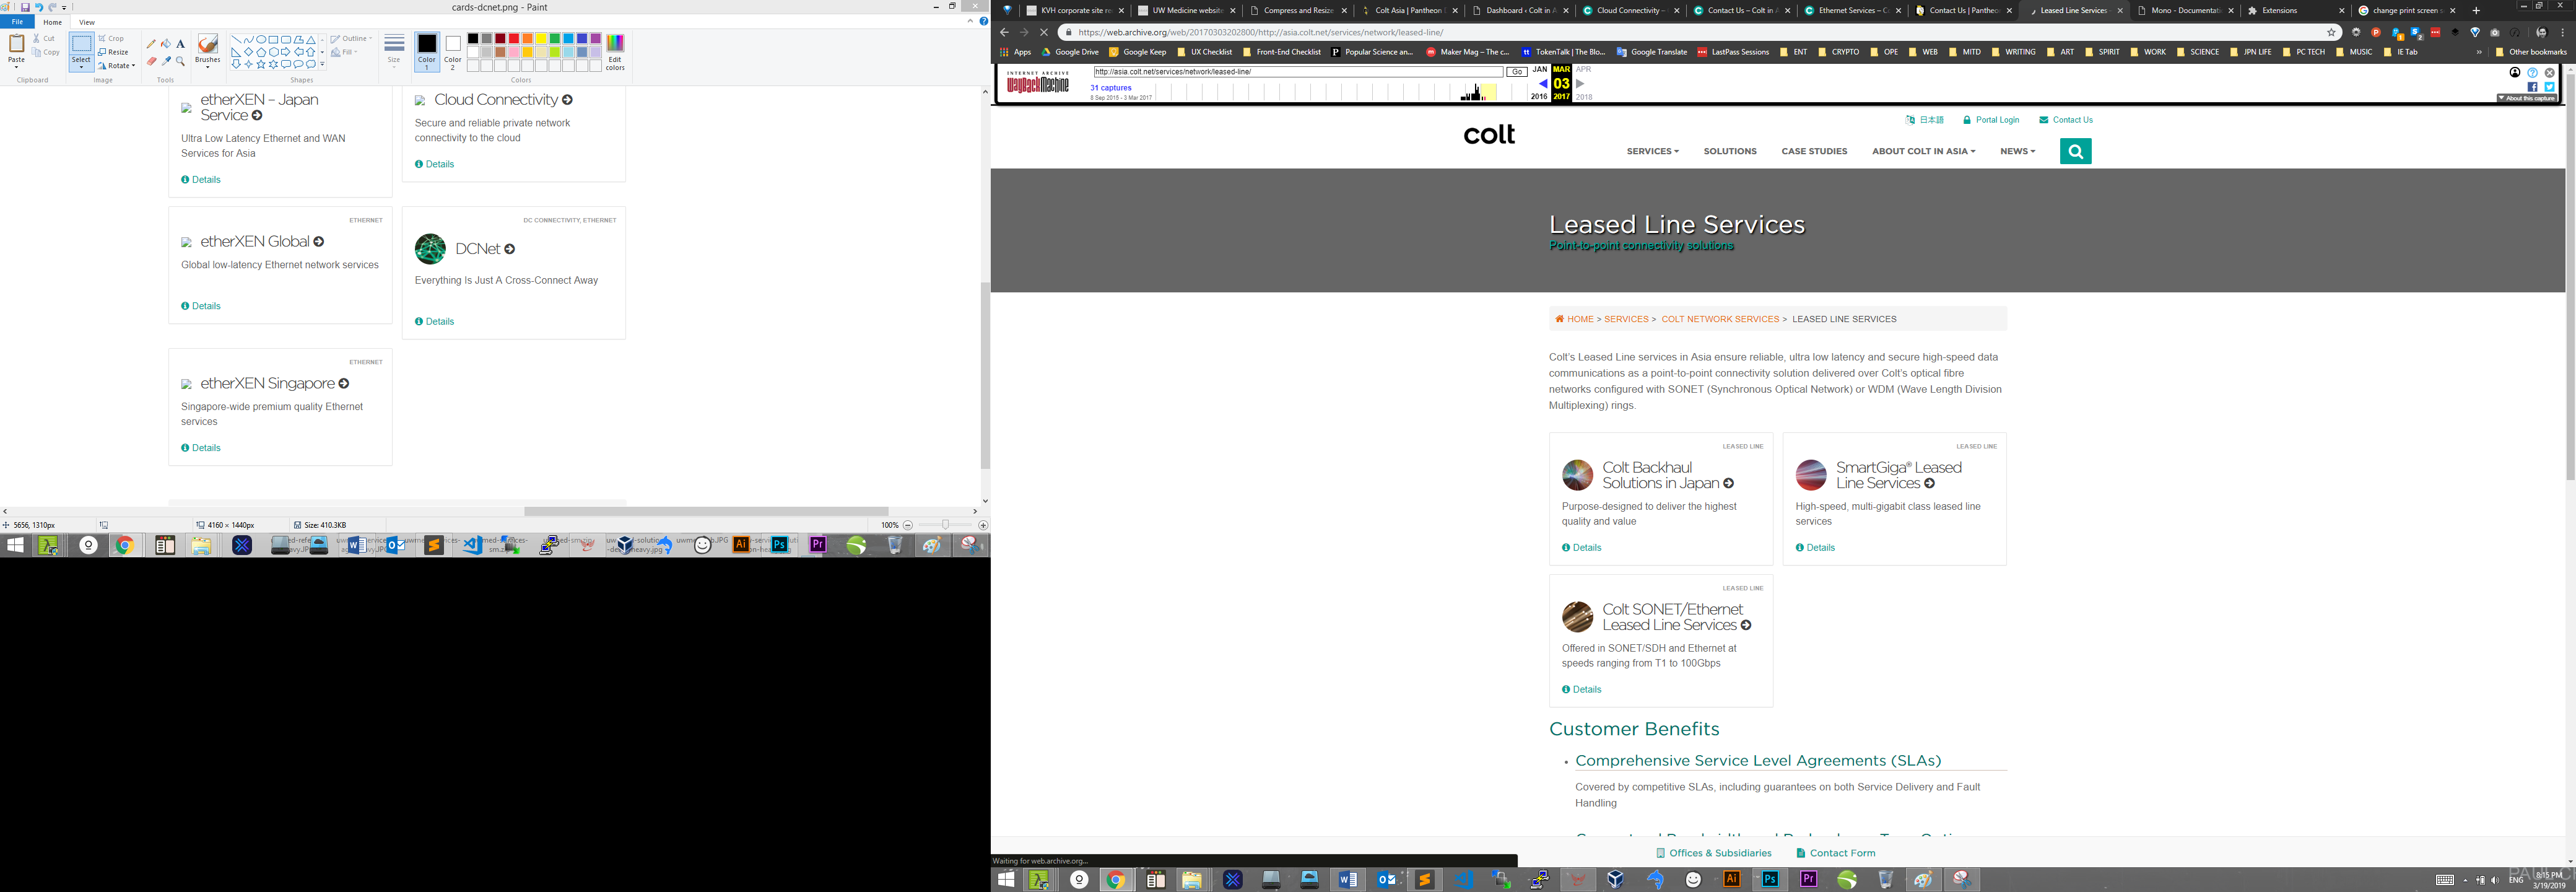 cards-dcnet.png - Paint
File
Home
View
Paste
Cut
Copy
Select
Crop
Resize
Rotate
Brushes
Outline
Fill
Size
Color 1
Color 2
Edit colors
Clipboard
Image
Tools
Shapes
Colors
etherXEN – Japan
Service
Ultra Low Latency Ethernet and WAN
Services for Asia
Details
Cloud Connectivity
Secure and reliable private network
connectivity to the cloud
Details
ETHERNET
etherXEN Global
Global low-latency Ethernet network services
Details
DC CONNECTIVITY, ETHERNET
DCNet
Everything Is Just A Cross-Connect Away
Details
ETHERNET
etherXEN Singapore
Singapore-wide premium quality Ethernet
services
Details
5656, 1310px
4160 × 1440px
Size: 410.3KB
100%
KVH corporate site re
UW Medicine website
Compress and Resize
Colt Asia | Pantheon
Dashboard ‹ Colt in A
Cloud Connectivity –
Contact Us – Colt in A
Ethernet Services – C
Contact Us | Pantheo
Leased Line Services
Mono - Documentati
Extensions
change print screen s
https://web.archive.org/web/20170303202800/http://asia.colt.net/services/network/leased-line/
Apps
Google Drive
Google Keep
UX Checklist
Front-End Checklist
Popular Science an...
Maker Mag – The c...
TokenTalk | The Blo...
Google Translate
LastPass Sessions
ENT
CRYPTO
OPE
WEB
MITD
WRITING
ART
SPIRIT
WORK
SCIENCE
JPN LIFE
PC TECH
MUSIC
IE Tab
Other bookmarks
INTERNET ARCHIVE
WayBackMachine
http://asia.colt.net/services/network/leased-line/
Go
JAN
MAR
APR
31 captures
8 Sep 2015 - 3 Mar 2017
03
2016
2017
2018
About this capture
colt
日本語
Portal Login
Contact Us
SERVICES
SOLUTIONS
CASE STUDIES
ABOUT COLT IN ASIA
NEWS
Leased Line Services
Point-to-point connectivity solutions
HOME > SERVICES > COLT NETWORK SERVICES > LEASED LINE SERVICES
Colt's Leased Line services in Asia ensure reliable, ultra low latency and secure high-speed data
communications as a point-to-point connectivity solution delivered over Colt's optical fibre
networks configured with SONET (Synchronous Optical Network) or WDM (Wave Length Division
Multiplexing) rings.
LEASED LINE
Colt Backhaul
Solutions in Japan
Purpose-designed to deliver the highest
quality and value
Details
LEASED LINE
SmartGiga® Leased
Line Services
High-speed, multi-gigabit class leased line
services
Details
LEASED LINE
Colt SONET/Ethernet
Leased Line Services
Offered in SONET/SDH and Ethernet at
speeds ranging from T1 to 100Gbps
Details
Customer Benefits
Comprehensive Service Level Agreements (SLAs)
Covered by competitive SLAs, including guarantees on both Service Delivery and Fault
Handling
Offices & Subsidiaries
Contact Form
Waiting for web.archive.org...
ENG
8:15 PM
3/19/2019